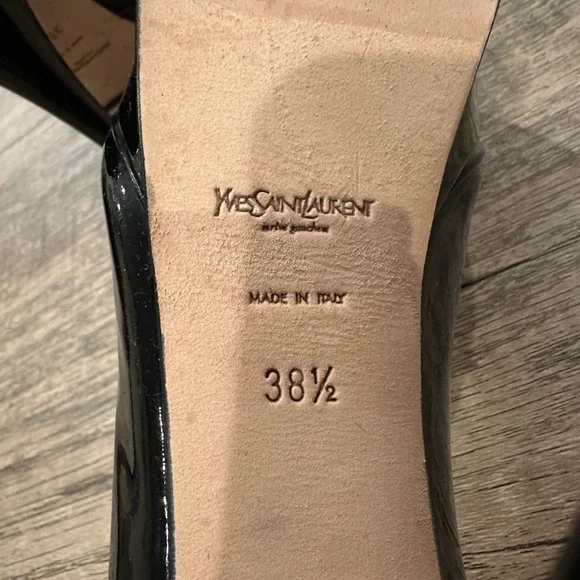 YVESSAINTLAURENT
rive gauche
MADE IN ITALY
38½